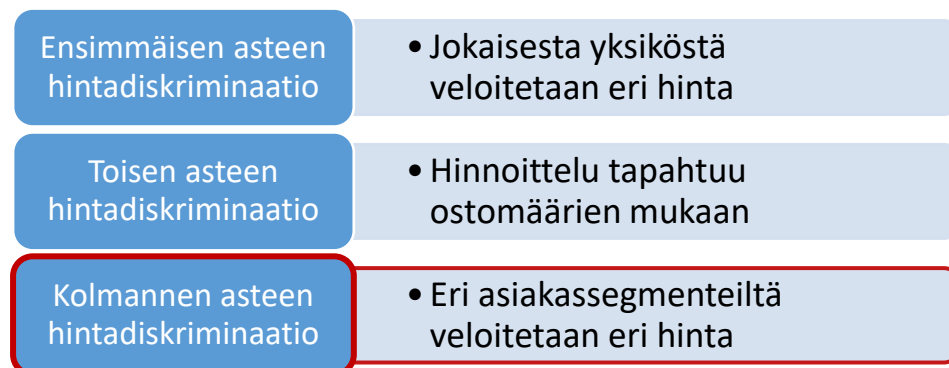 Ensimmäisen asteen
hintadiskriminaatio
• Jokaisesta yksiköstä
veloitetaan eri hinta
Toisen asteen
hintadiskriminaatio
• Hinnoittelu tapahtuu
ostomäärien mukaan
Kolmannen asteen
hintadiskriminaatio
• Eri asiakassegmenteiltä
veloitetaan eri hinta